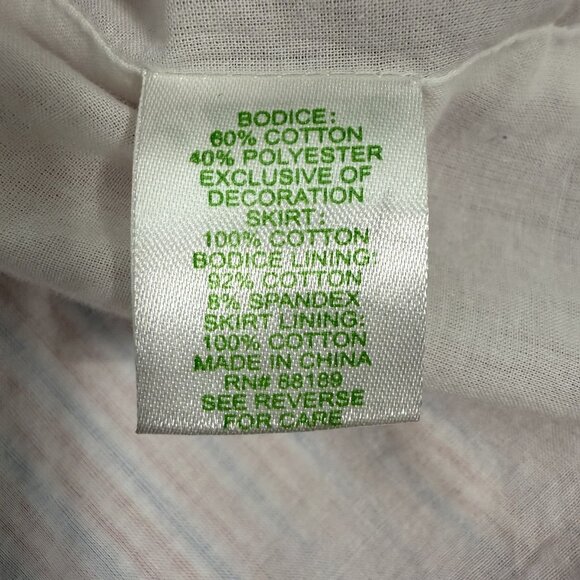 BODICE:
60% COTTON
40% POLYESTER
EXCLUSIVE OF
DECORATION
SKIRT:
100% COTTON
BODICE LINING:
92% COTTON
8% SPANDEX
SKIRT LINING:
100% COTTON
MADE IN CHINA
RN# 88189
SEE REVERSE
FOR CARE